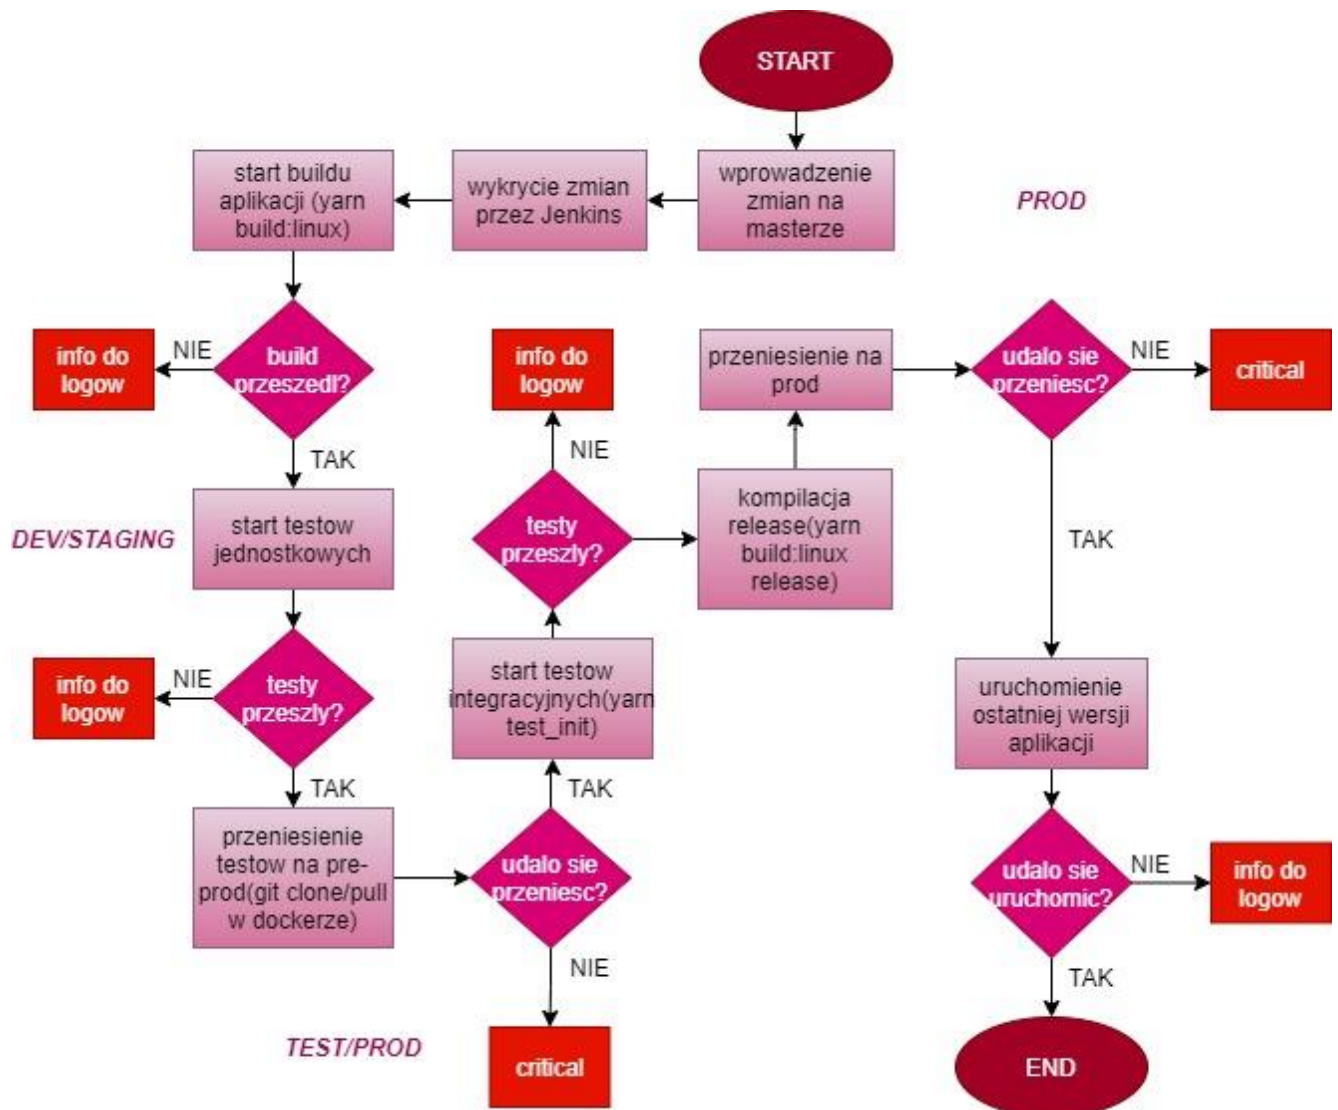 START
wprowadzenie
zmian na
masterze
wykrycie zmian
przez Jenkins
start buildu
aplikacji (yarn
build:linux)
PROD
build
przeszedl?
NIE
info do
logow
TAK
DEV/STAGING
start testow
jednostkowych
testy
przeszly?
NIE
info do
logow
TAK
przeniesienie
testow na pre-
prod(git clone/pull
w dockerze)
udalo sie
przeniesc?
NIE
critical
TEST/PROD
TAK
start testow
integracyjnych(yarn
test_init)
testy
przeszly?
NIE
info do
logow
kompilacja
release(yarn
build:linux
release)
przeniesienie na
prod
udalo sie
przeniesc?
NIE
critical
TAK
uruchomienie
ostatniej wersji
aplikacji
udalo sie
uruchomic?
NIE
info do
logow
TAK
END